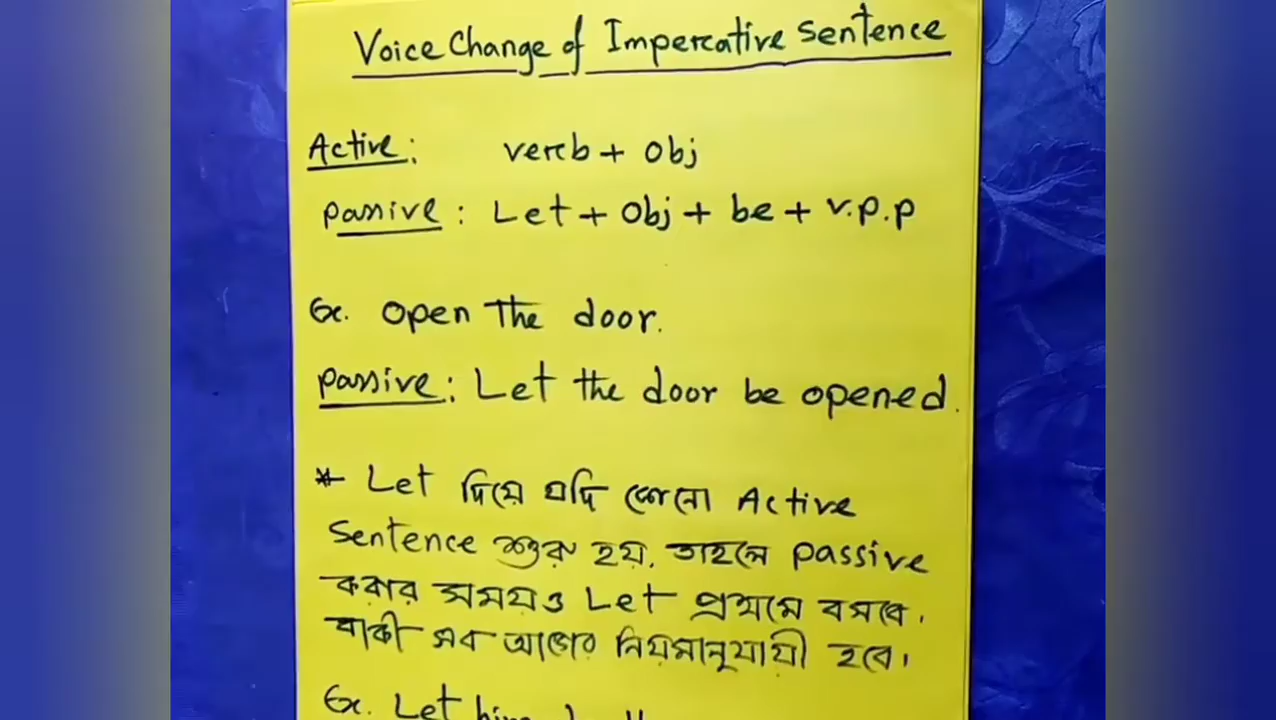 Voice Change of Imperative Sentence
Active: verb + Obj
Passive: Let + Obj + be + v.p.p
Ex. Open The door.
Passive: Let the door be opened.
* Let দিয়ে যদি কোনো Active
Sentence শুরু হয়, তাহলে passive
করার সময়ও Let প্রথমে বসবে।
বাকী সব আগের নিয়মানুযায়ী হবে।
Ex. Let him